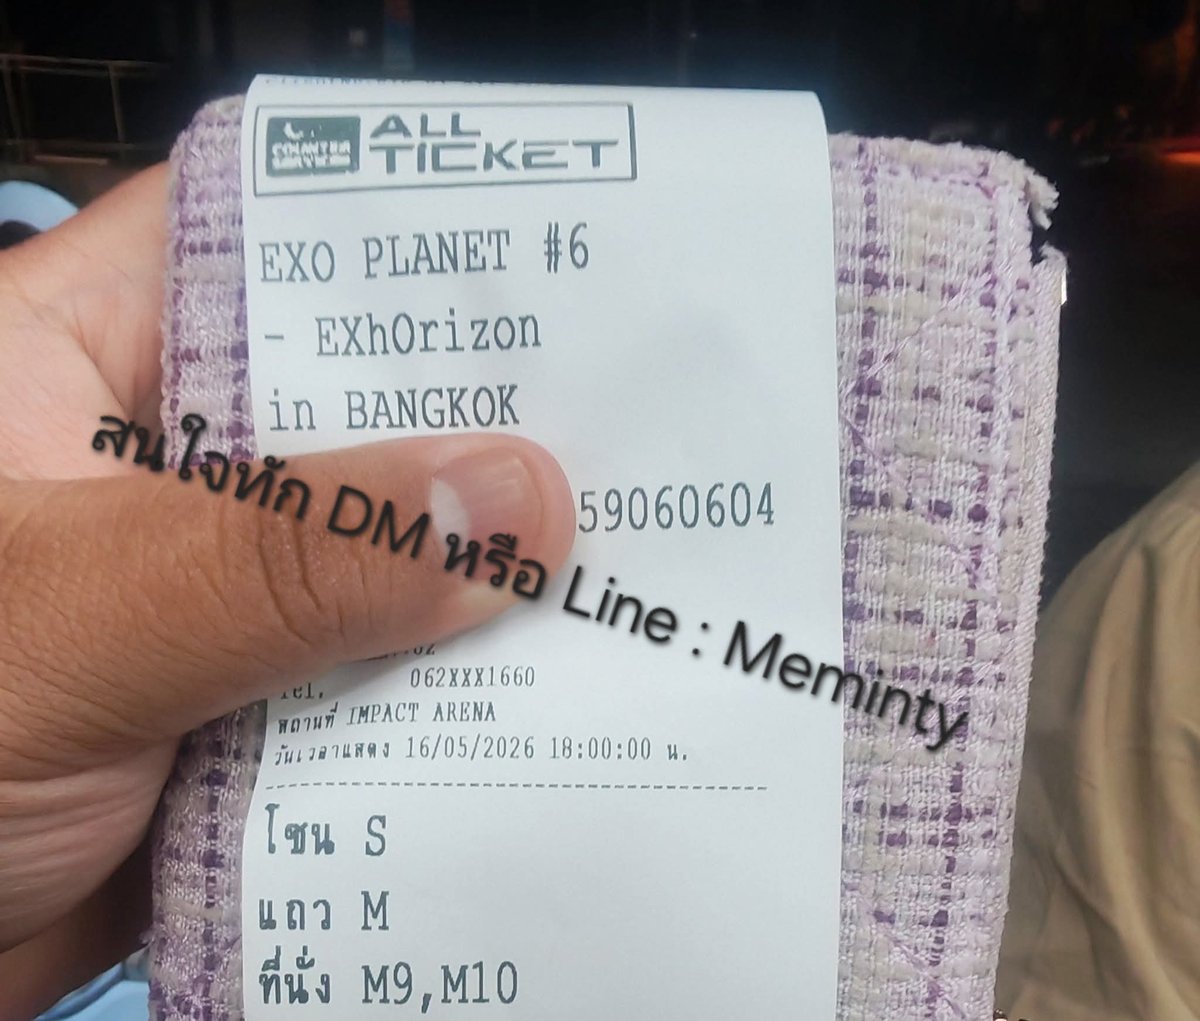 ALL
TICKET
EXO PLANET #6
- EXhOrizon
in BANGKOK
59060604
สนใจทัก DM หรือ Line : Meminty
Tel. 062XXX1660
สถานที่ IMPACT ARENA
วันเวลาแสดง 16/05/2026 18:00:00 น.
โซน S
แถว M
ที่นั่ง M9,M10